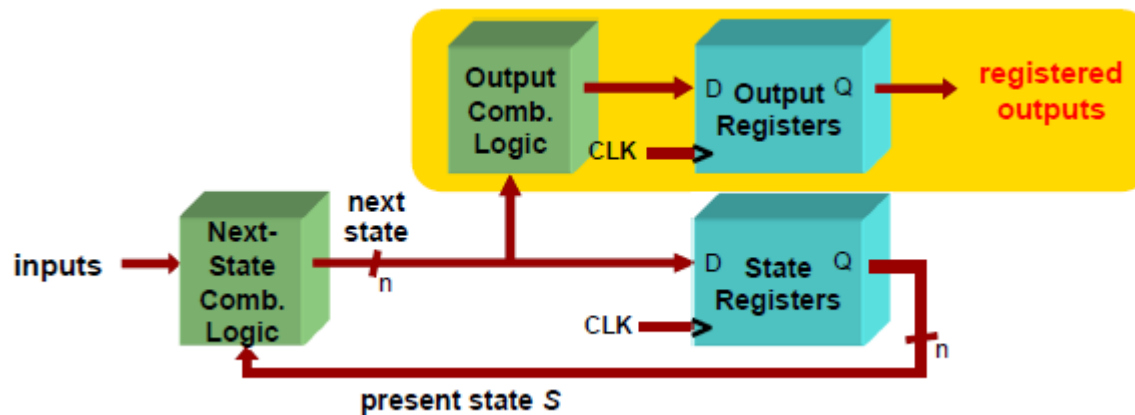 Output
Comb.
Logic
D
Output
Registers
Q
registered
outputs
CLK
next
state
n
inputs
Next-
State
Comb.
Logic
D
State
Registers
Q
CLK
n
present state S